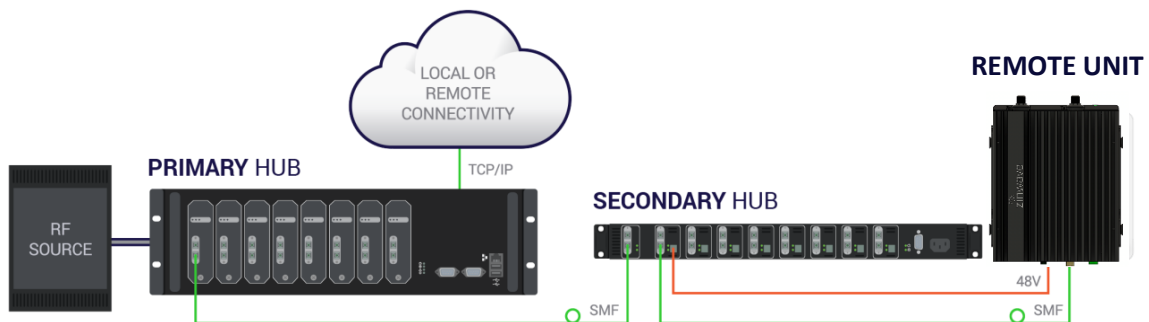 LOCAL OR
REMOTE
CONNECTIVITY
REMOTE UNIT
PRIMARY HUB
TCP/IP
SECONDARY HUB
RF
SOURCE
48V
SMF
SMF